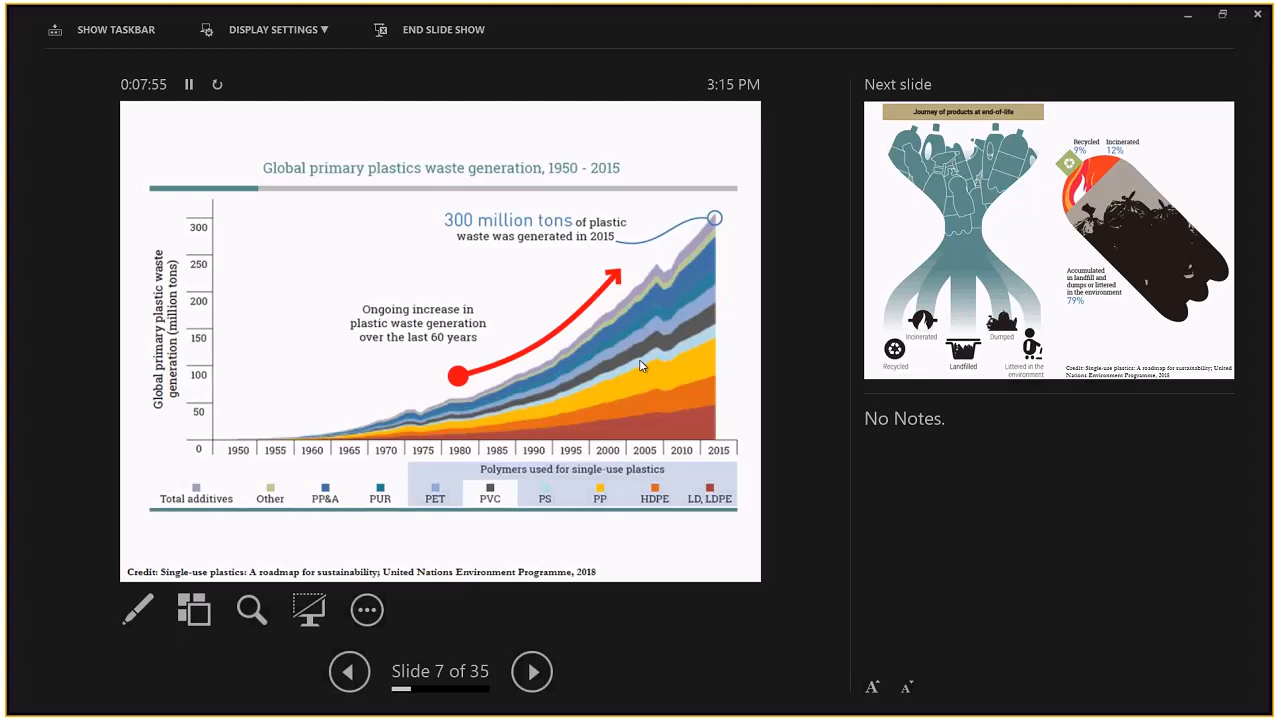 SHOW TASKBAR
DISPLAY SETTINGS ▼
END SLIDE SHOW
0:07:55
3:15 PM
Global primary plastics waste generation, 1950 - 2015
300 million tons of plastic
waste was generated in 2015
Ongoing increase in
plastic waste generation
over the last 60 years
Global primary plastic waste
generation (million tons)
300
250
200
150
100
50
0
1950 1955 1960 1965 1970 1975 1980 1985 1990 1995 2000 2005 2010 2015
Polymers used for single-use plastics
Total additives Other PP&A PUR PET PVC PS PP HDPE LD, LDPE
Credit: Single-use plastics: A roadmap for sustainability; United Nations Environment Programme, 2018
Slide 7 of 35
Next slide
Journey of products at end-of-life
Recycled
9%
Incinerated
12%
Accumulated
in landfill and
dumps or littered
in the environment
79%
Incinerated
Dumped
Recycled
Landfilled
Littered in the
environment
Credit: Single-use plastics: A roadmap for sustainability; United
Nations Environment Programme, 2018
No Notes.
A A